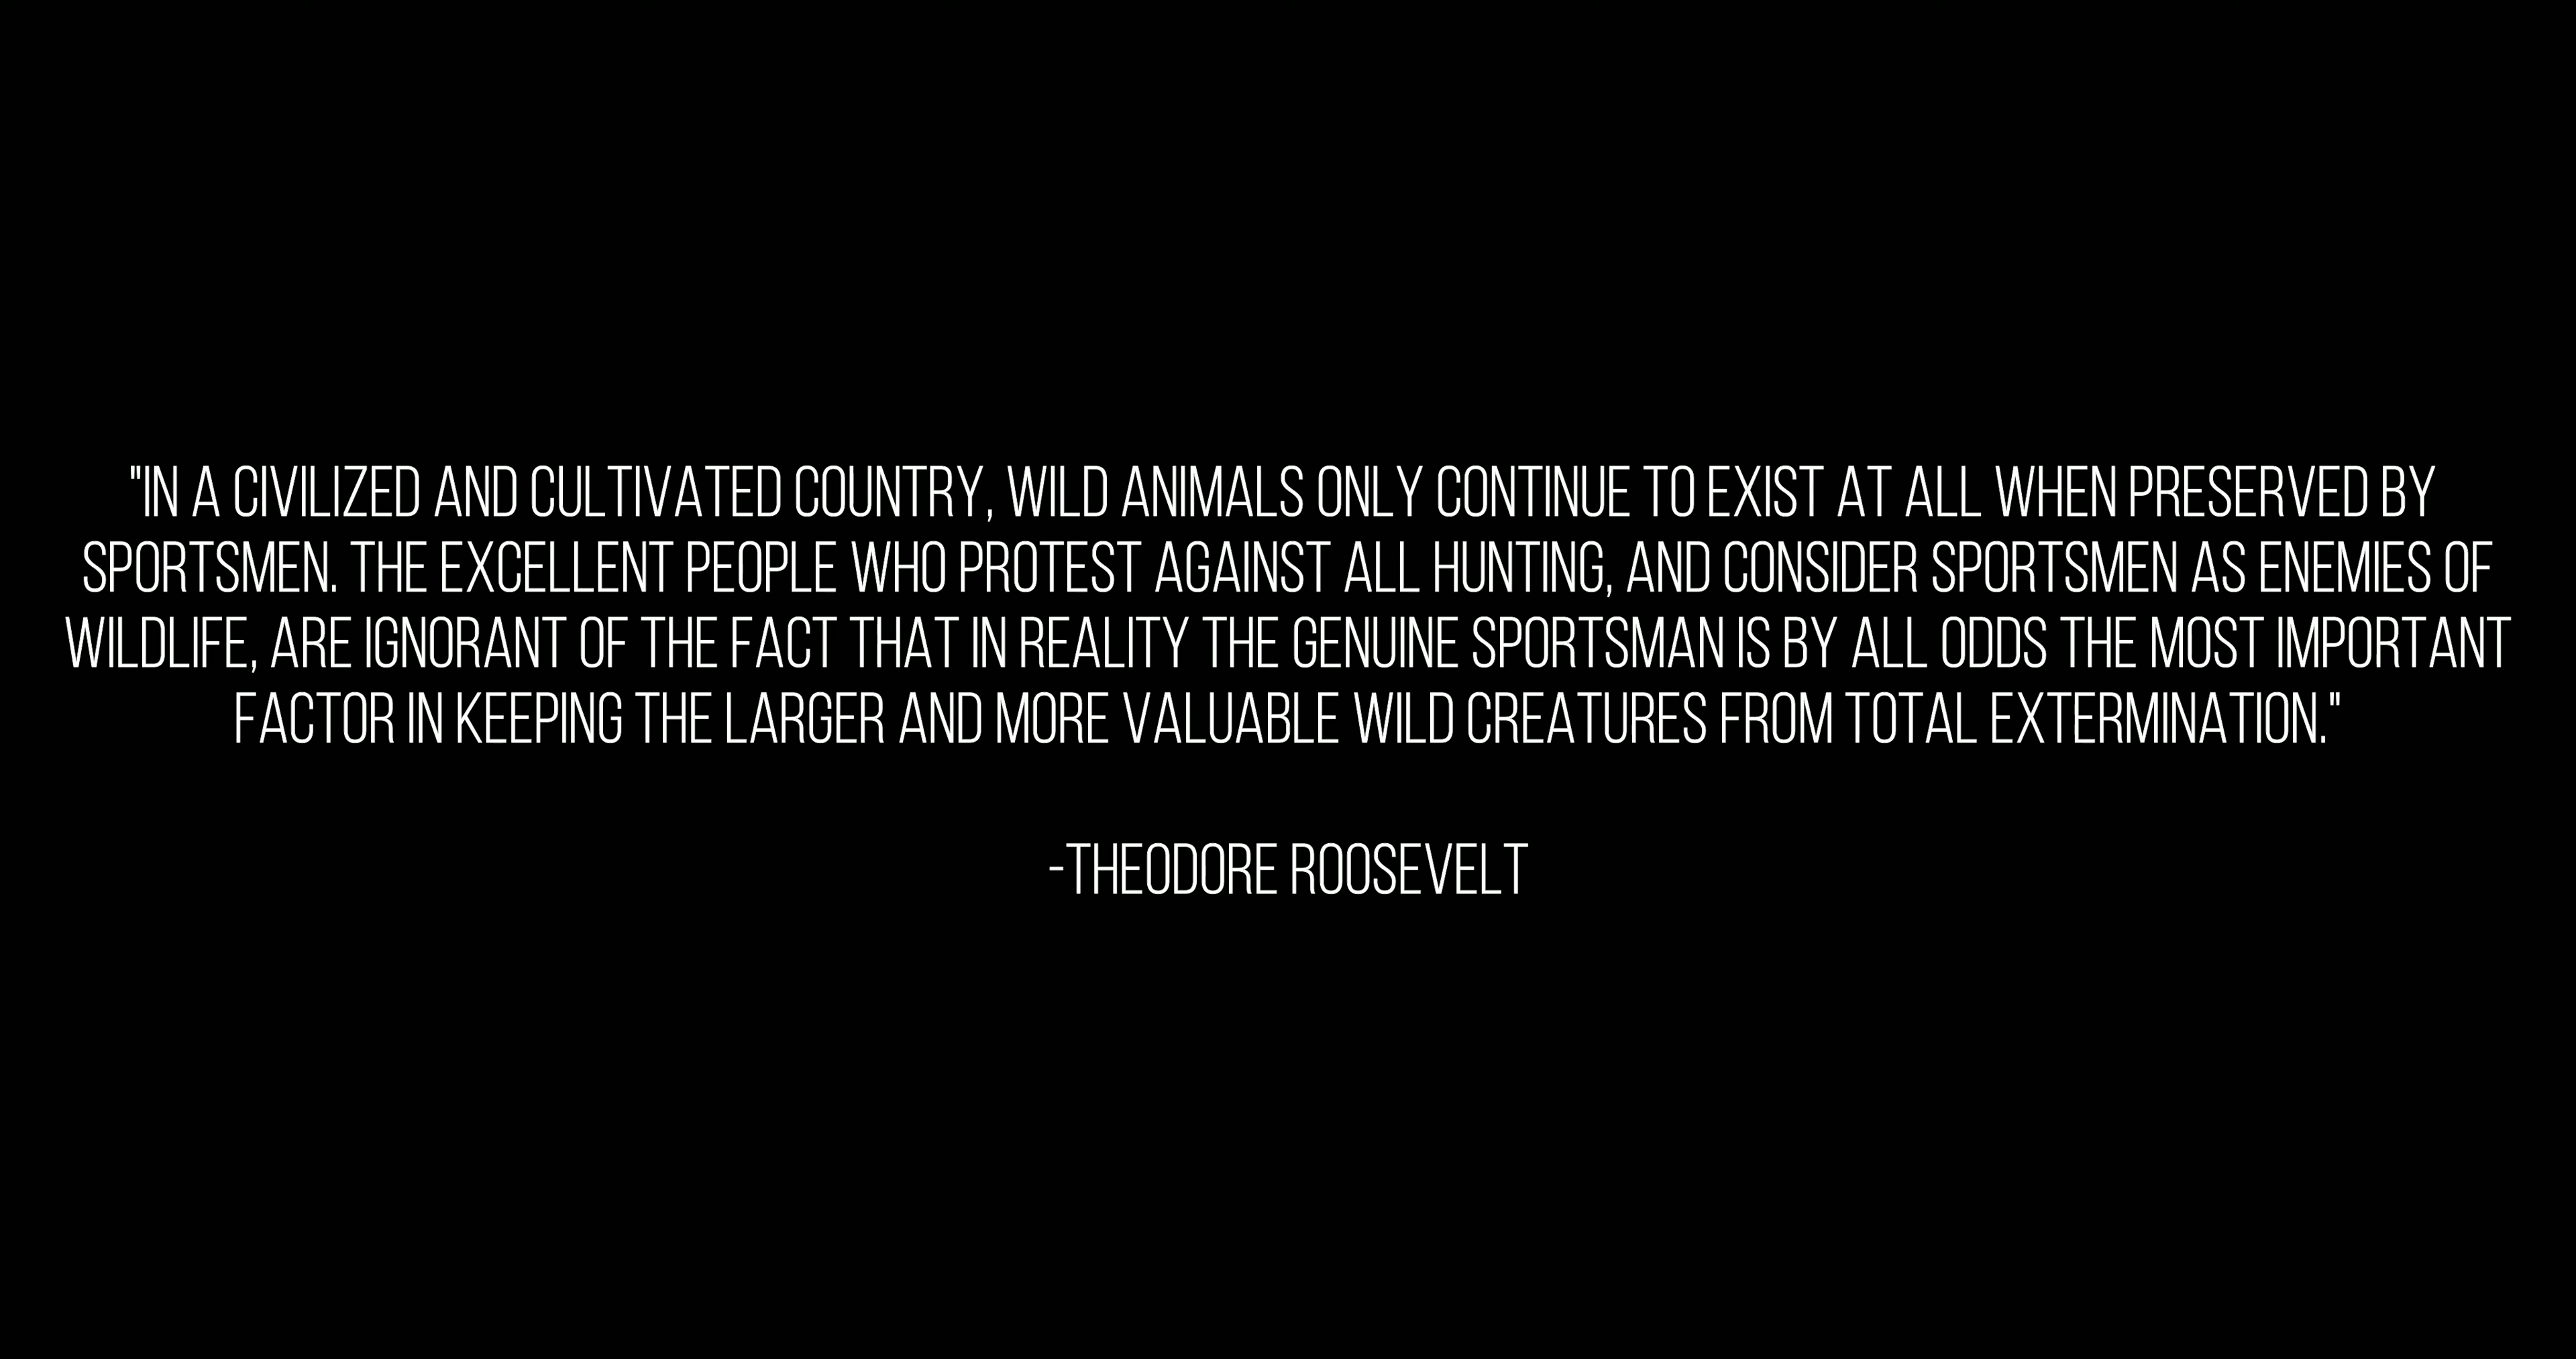 "IN A CIVILIZED AND CULTIVATED COUNTRY, WILD ANIMALS ONLY CONTINUE TO EXIST AT ALL WHEN PRESERVED BY
SPORTSMEN. THE EXCELLENT PEOPLE WHO PROTEST AGAINST ALL HUNTING, AND CONSIDER SPORTSMEN AS ENEMIES OF
WILDLIFE, ARE IGNORANT OF THE FACT THAT IN REALITY THE GENUINE SPORTSMAN IS BY ALL ODDS THE MOST IMPORTANT
FACTOR IN KEEPING THE LARGER AND MORE VALUABLE WILD CREATURES FROM TOTAL EXTERMINATION."
-THEODORE ROOSEVELT